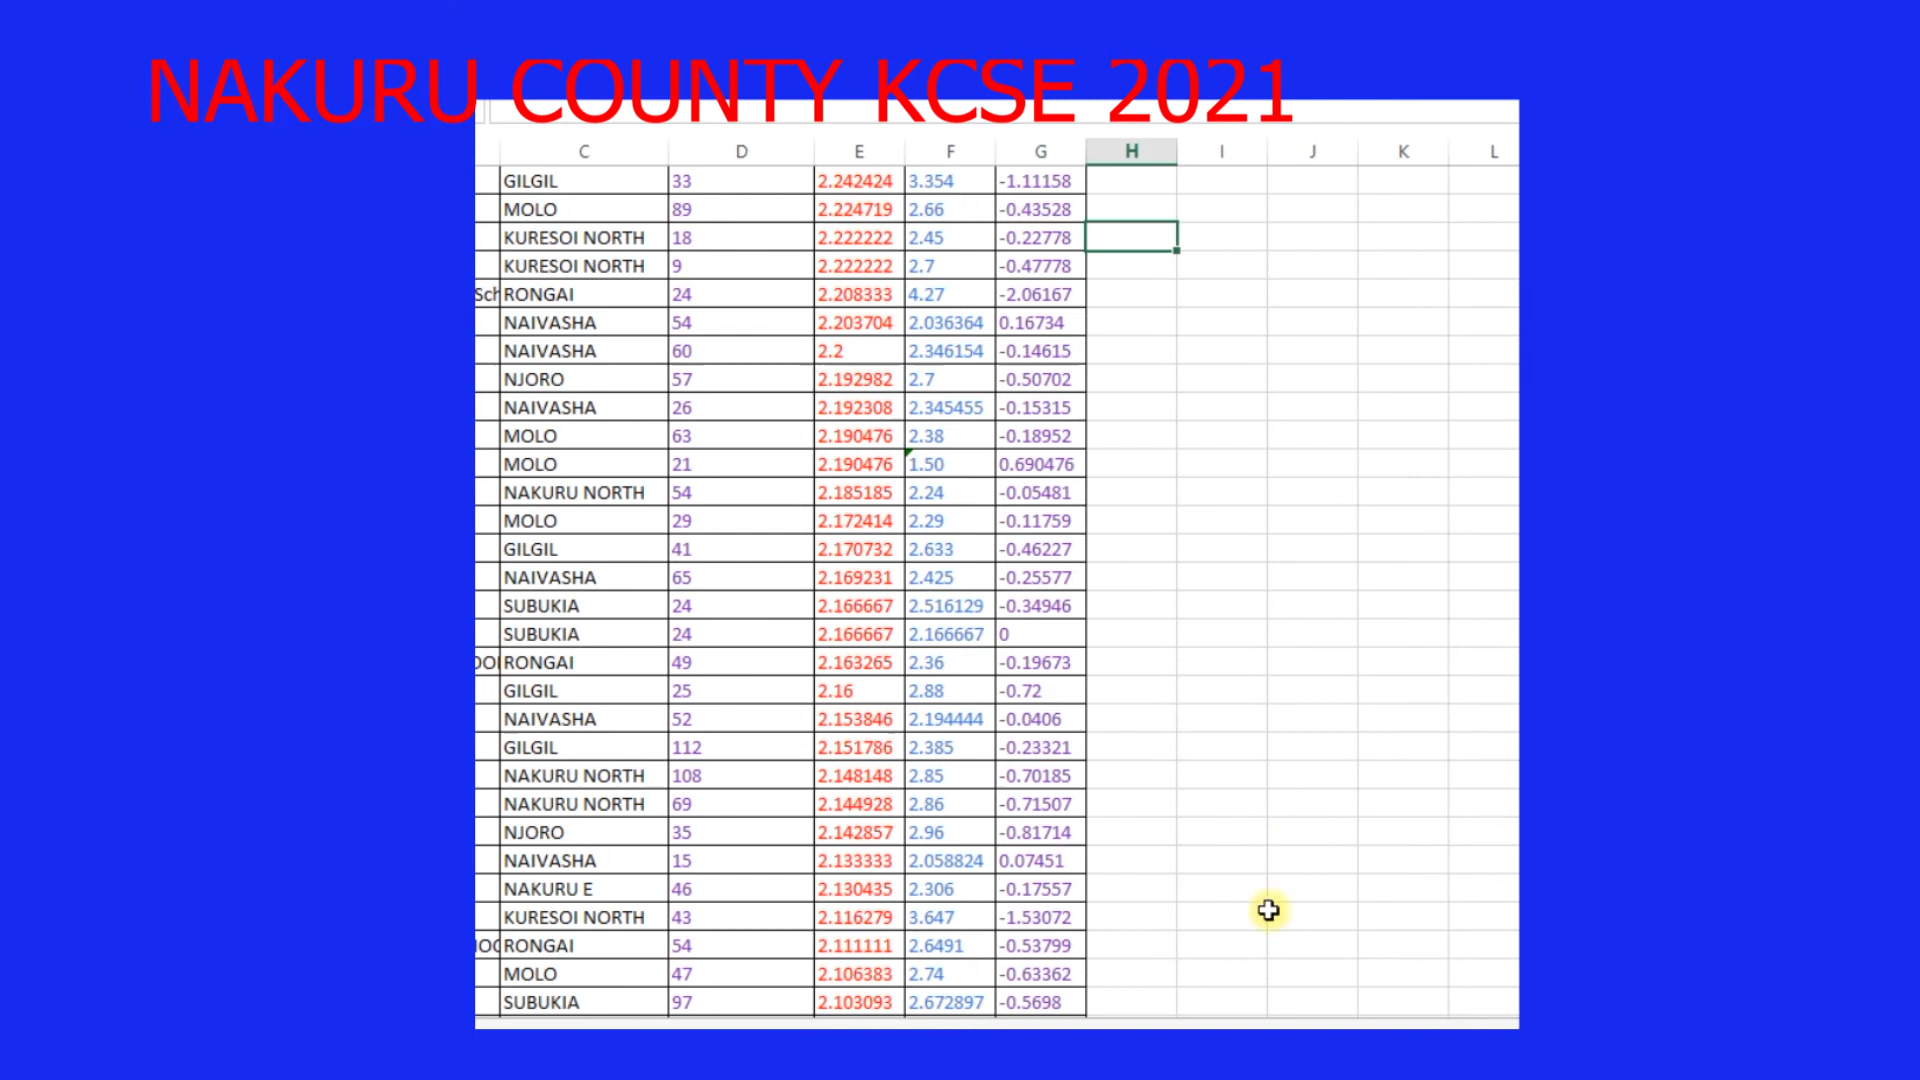 NAKURU COUNTY KCSE 2021
C D E F G H I J K L
GILGIL 33 2.242424 3.354 -1.11158
MOLO 89 2.224719 2.66 -0.43528
KURESOI NORTH 18 2.222222 2.45 -0.22778
KURESOI NORTH 9 2.222222 2.7 -0.47778
Sch RONGAI 24 2.208333 4.27 -2.06167
NAIVASHA 54 2.203704 2.036364 0.16734
NAIVASHA 60 2.2 2.346154 -0.14615
NJORO 57 2.192982 2.7 -0.50702
NAIVASHA 26 2.192308 2.345455 -0.15315
MOLO 63 2.190476 2.38 -0.18952
MOLO 21 2.190476 1.50 0.690476
NAKURU NORTH 54 2.185185 2.24 -0.05481
MOLO 29 2.172414 2.29 -0.11759
GILGIL 41 2.170732 2.633 -0.46227
NAIVASHA 65 2.169231 2.425 -0.25577
SUBUKIA 24 2.166667 2.516129 -0.34946
SUBUKIA 24 2.166667 2.166667 0
RONGAI 49 2.163265 2.36 -0.19673
GILGIL 25 2.16 2.88 -0.72
NAIVASHA 52 2.153846 2.194444 -0.0406
GILGIL 112 2.151786 2.385 -0.23321
NAKURU NORTH 108 2.148148 2.85 -0.70185
NAKURU NORTH 69 2.144928 2.86 -0.71507
NJORO 35 2.142857 2.96 -0.81714
NAIVASHA 15 2.133333 2.058824 0.07451
NAKURU E 46 2.130435 2.306 -0.17557
KURESOI NORTH 43 2.116279 3.647 -1.53072
RONGAI 54 2.111111 2.6491 -0.53799
MOLO 47 2.106383 2.74 -0.63362
SUBUKIA 97 2.103093 2.672897 -0.5698